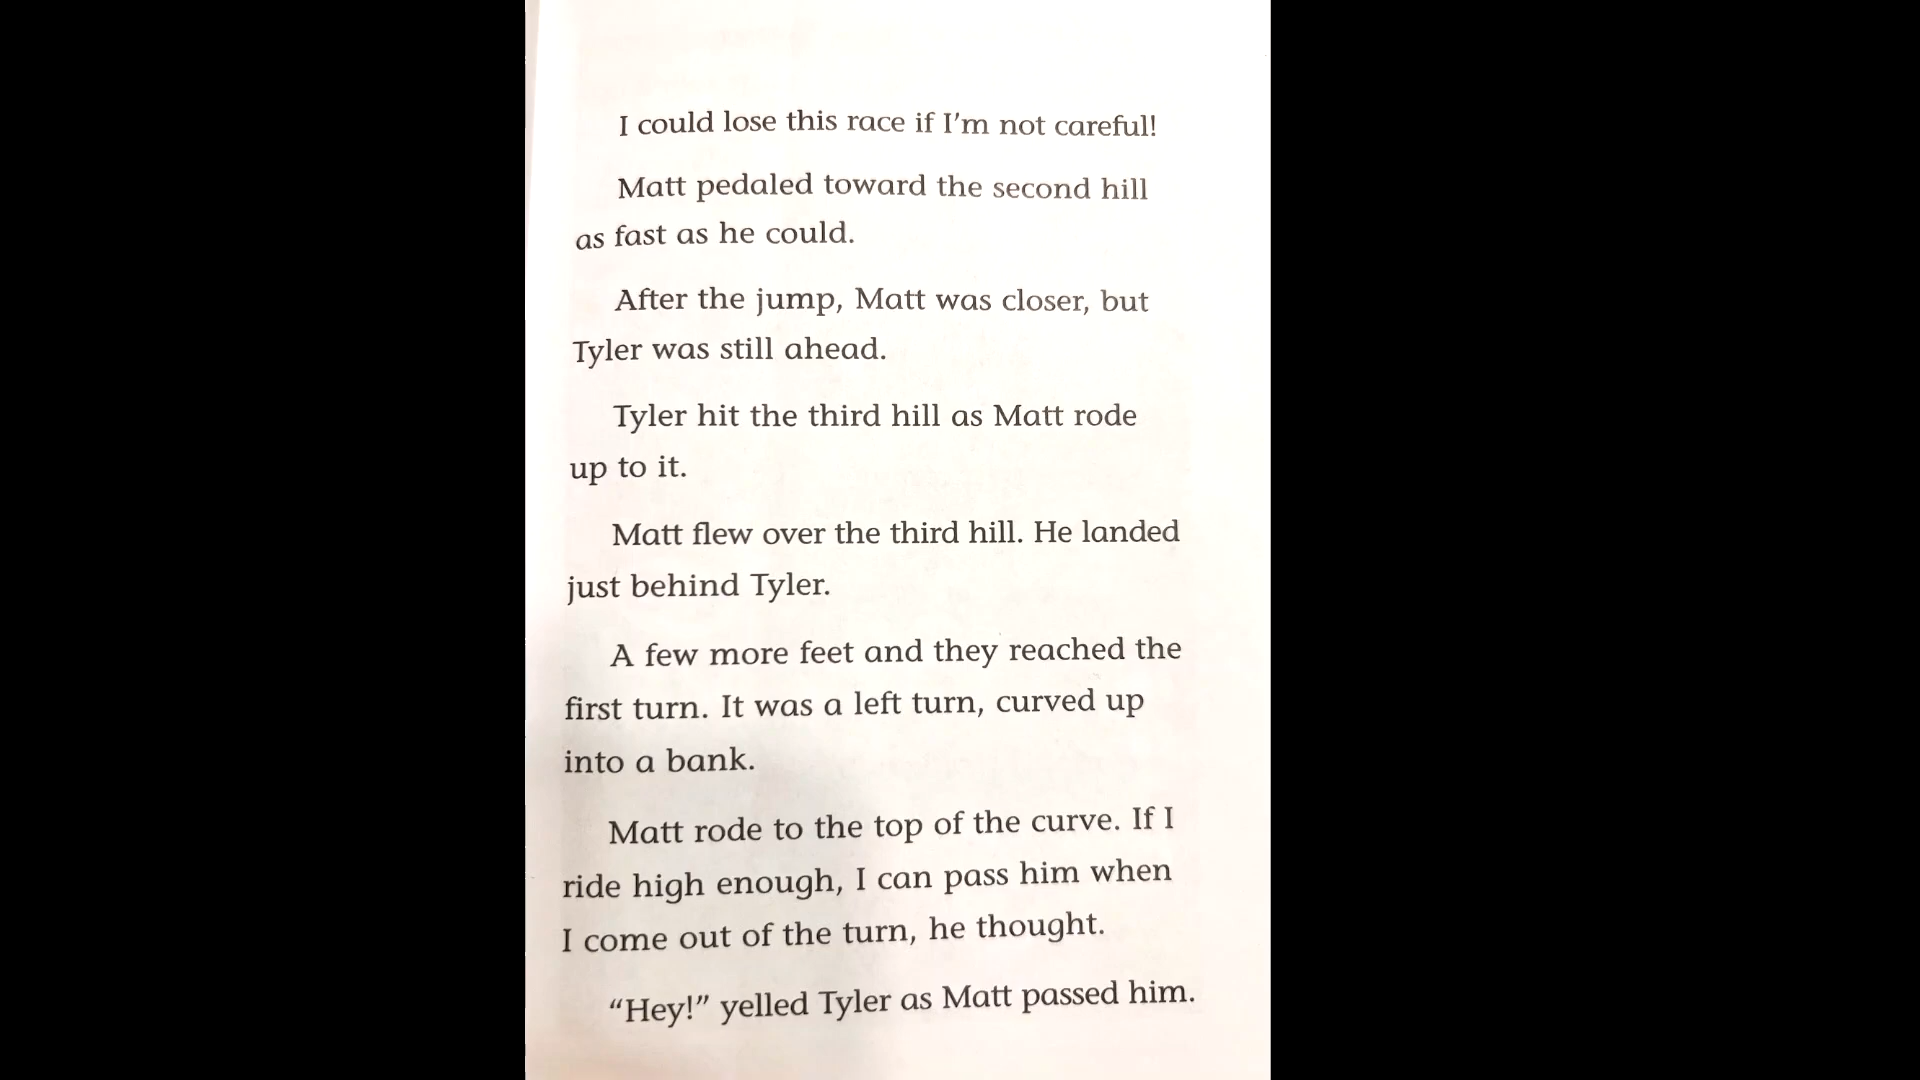 I could lose this race if I'm not careful!
Matt pedaled toward the second hill
as fast as he could.
After the jump, Matt was closer, but
Tyler was still ahead.
Tyler hit the third hill as Matt rode
up to it.
Matt flew over the third hill. He landed
just behind Tyler.
A few more feet and they reached the
first turn. It was a left turn, curved up
into a bank.
Matt rode to the top of the curve. If I
ride high enough, I can pass him when
I come out of the turn, he thought.
“Hey!” yelled Tyler as Matt passed him.